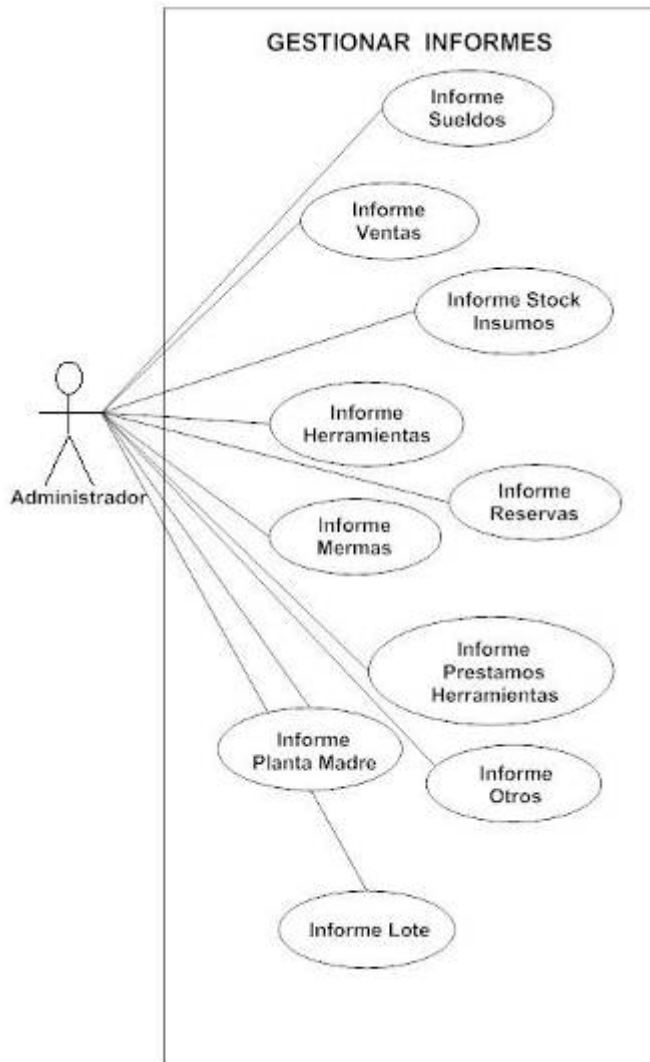 GESTIONAR INFORMES
Informe
Sueldos
Informe
Ventas
Informe Stock
Insumos
Informe
Herramientas
Administrador
Informe
Reservas
Informe
Mermas
Informe
Prestamos
Herramientas
Informe
Planta Madre
Informe
Otros
Informe Lote